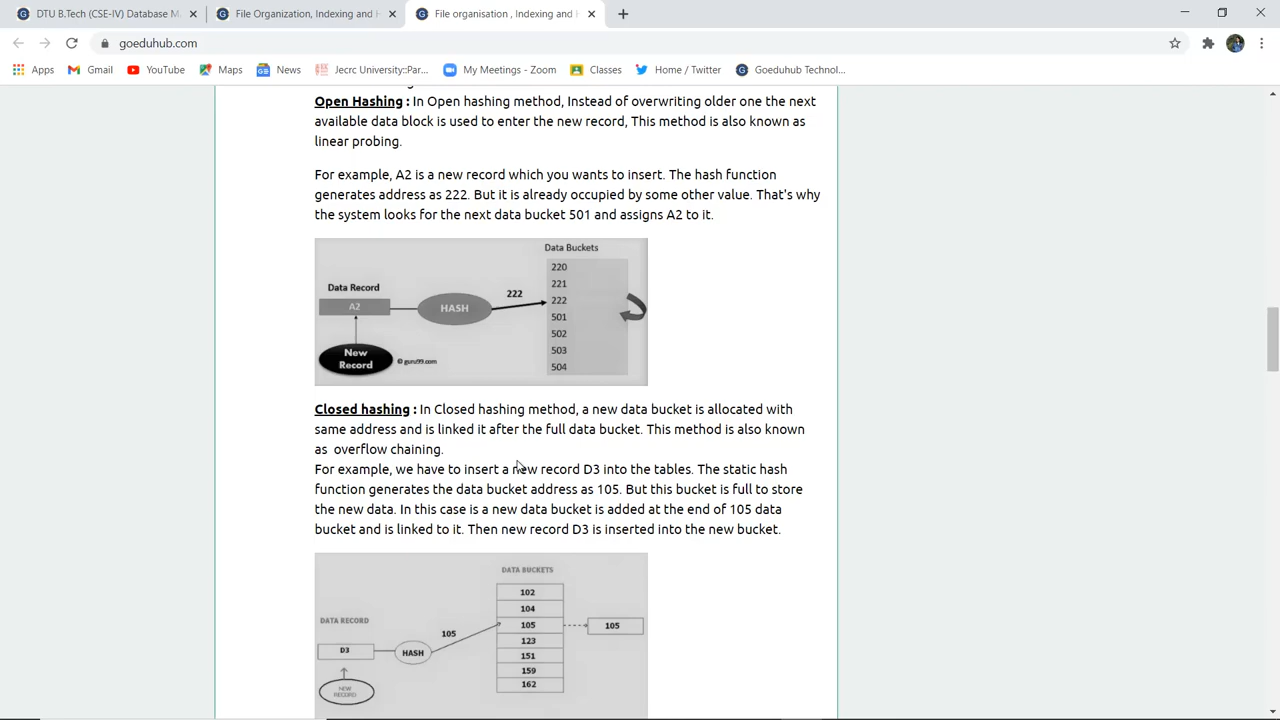 DTU B.Tech (CSE-IV) Database M
File Organization, Indexing and H
File organisation , Indexing and H
goeduhub.com
Apps
Gmail
YouTube
Maps
News
Jecrc University::Par...
My Meetings - Zoom
Classes
Home / Twitter
Goeduhub Technol...
Open Hashing : In Open hashing method, Instead of overwriting older one the next
available data block is used to enter the new record, This method is also known as
linear probing.
For example, A2 is a new record which you wants to insert. The hash function
generates address as 222. But it is already occupied by some other value. That's why
the system looks for the next data bucket 501 and assigns A2 to it.
Data Buckets
220
221
222
501
502
503
504
Data Record
A2
HASH
222
New
Record
© guru99.com
Closed hashing : In Closed hashing method, a new data bucket is allocated with
same address and is linked it after the full data bucket. This method is also known
as overflow chaining.
For example, we have to insert a new record D3 into the tables. The static hash
function generates the data bucket address as 105. But this bucket is full to store
the new data. In this case is a new data bucket is added at the end of 105 data
bucket and is linked to it. Then new record D3 is inserted into the new bucket.
DATA BUCKETS
102
104
105
123
151
159
162
105
DATA RECORD
D3
HASH
105
NEW
RECORD